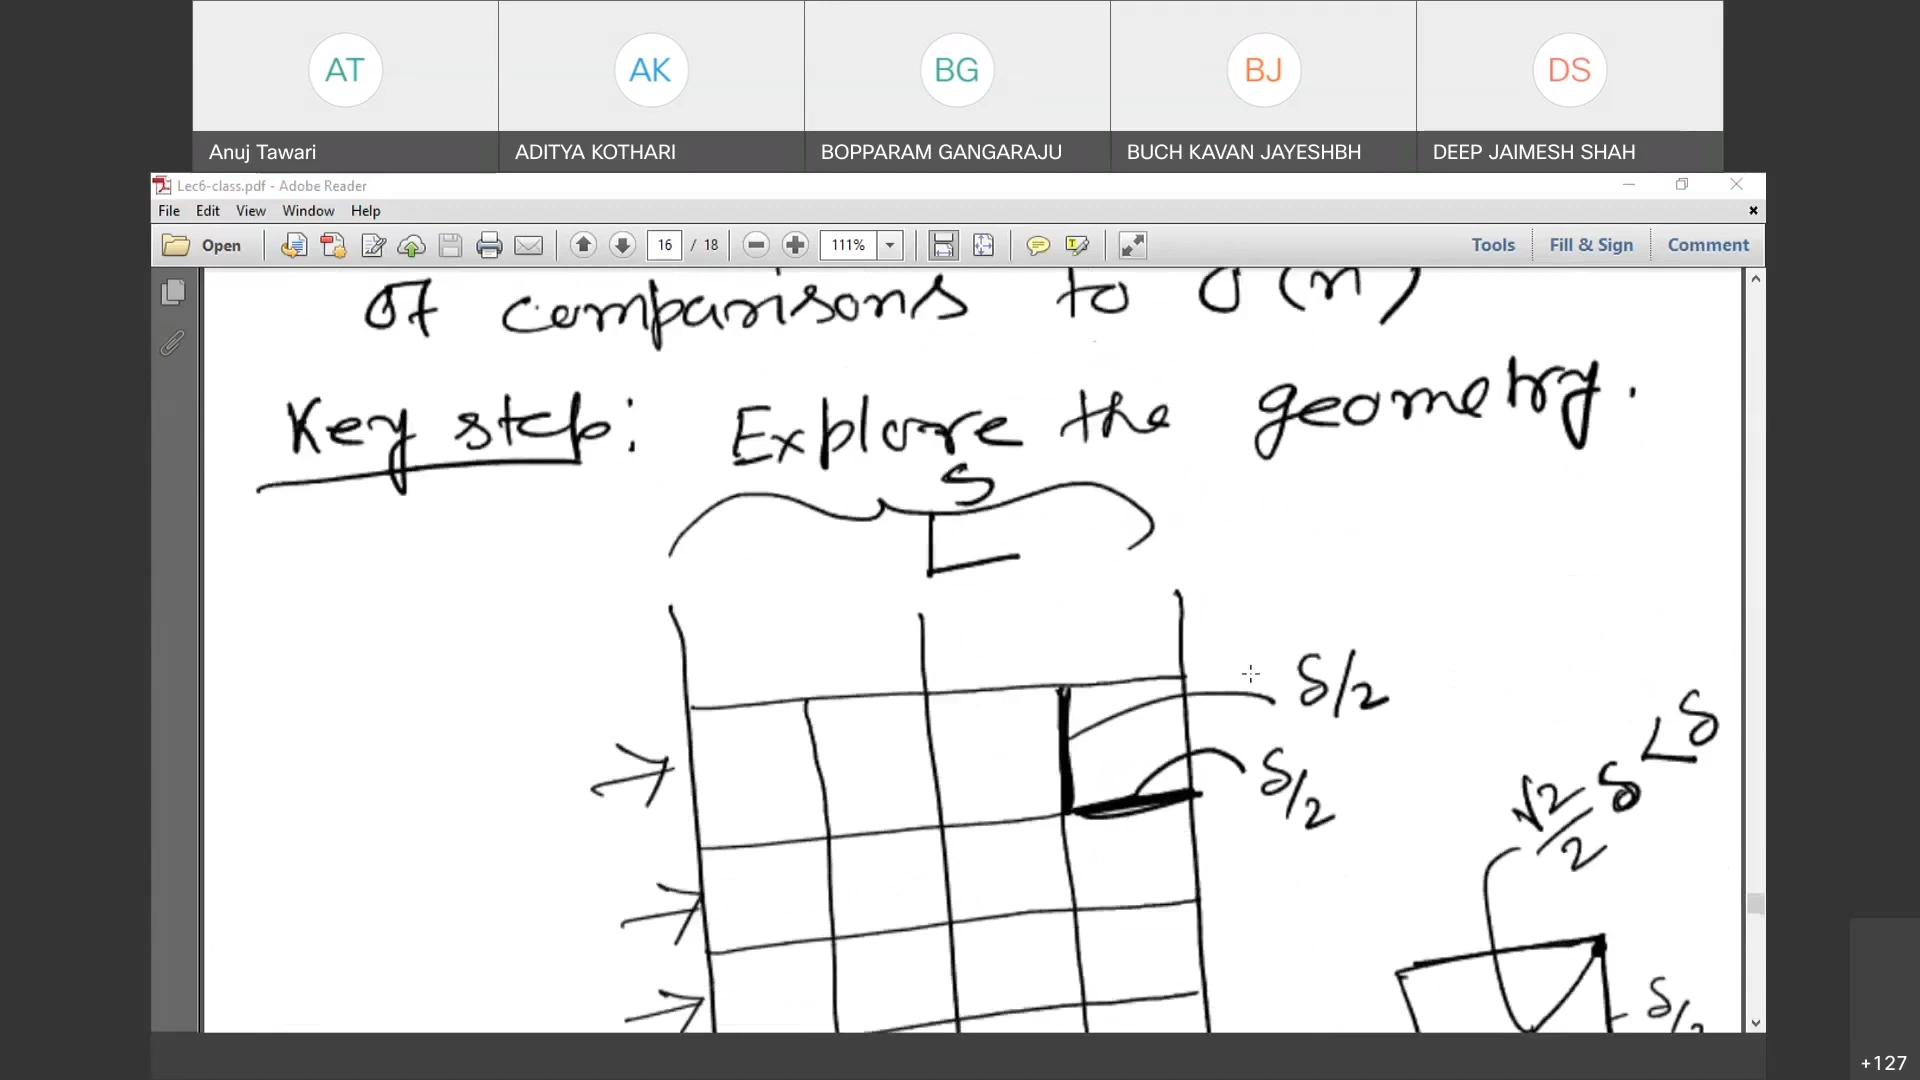 AT AK BG BJ DS
Anuj Tawari ADITYA KOTHARI BOPPARAM GANGARAJU BUCH KAVAN JAYESHBH DEEP JAIMESH SHAH
Lec6-class.pdf - Adobe Reader
File Edit View Window Help
Open 16 / 18 111% Tools Fill & Sign Comment
of comparisons to O(n)
Key step: Explore the geometry.
S
L
δ/2
<δ
δ/2
√2/2 δ
δ/2
+127